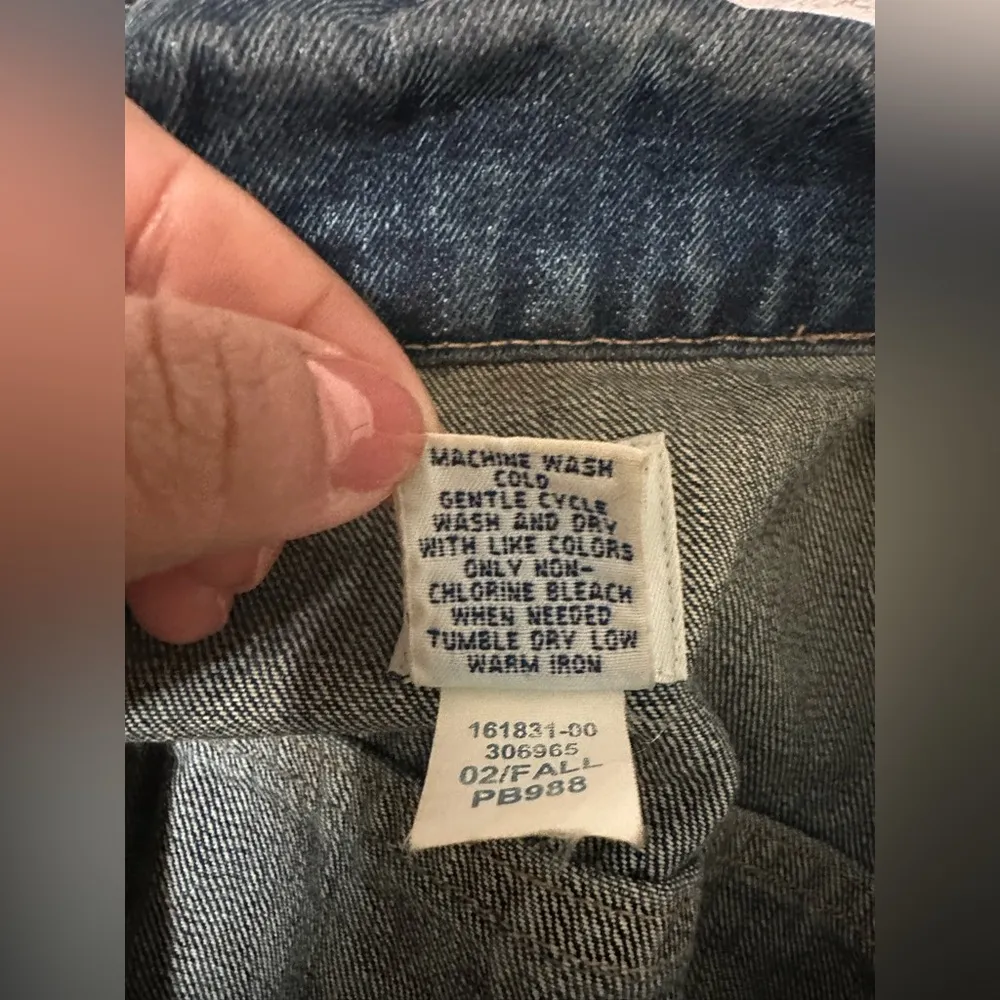 MACHINE WASH
COLD
GENTLE CYCLE
WASH AND DRY
WITH LIKE COLORS
ONLY NON-
CHLORINE BLEACH
WHEN NEEDED
TUMBLE DRY LOW
WARM IRON
161831-00
306965
02/FALL
PB988